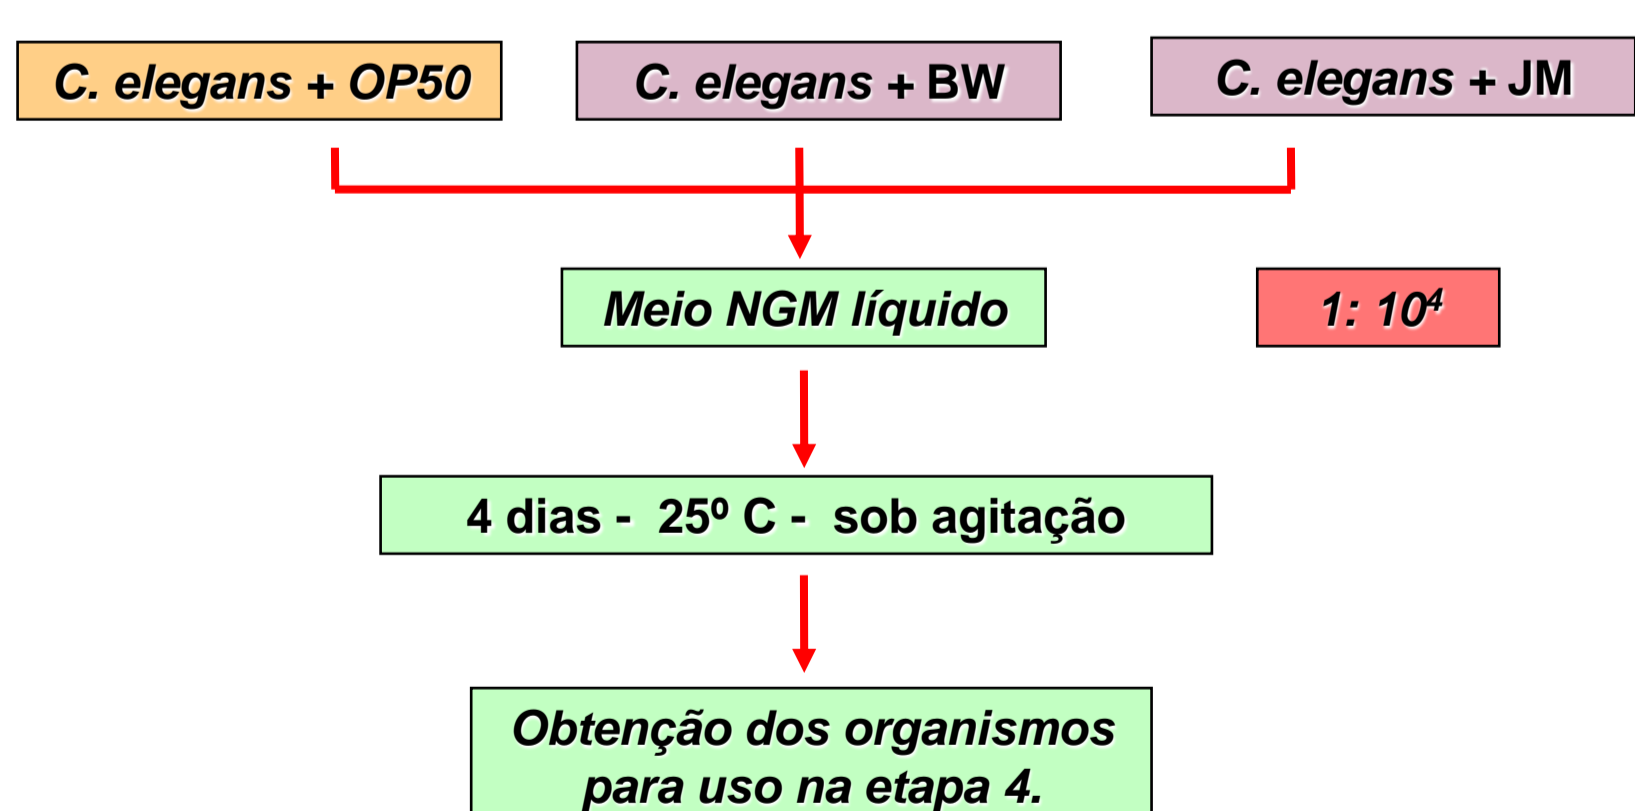 C. elegans + OP50
C. elegans + BW
C. elegans + JM
Meio NGM líquido
1: 10⁴
4 dias - 25º C - sob agitação
Obtenção dos organismos
para uso na etapa 4.